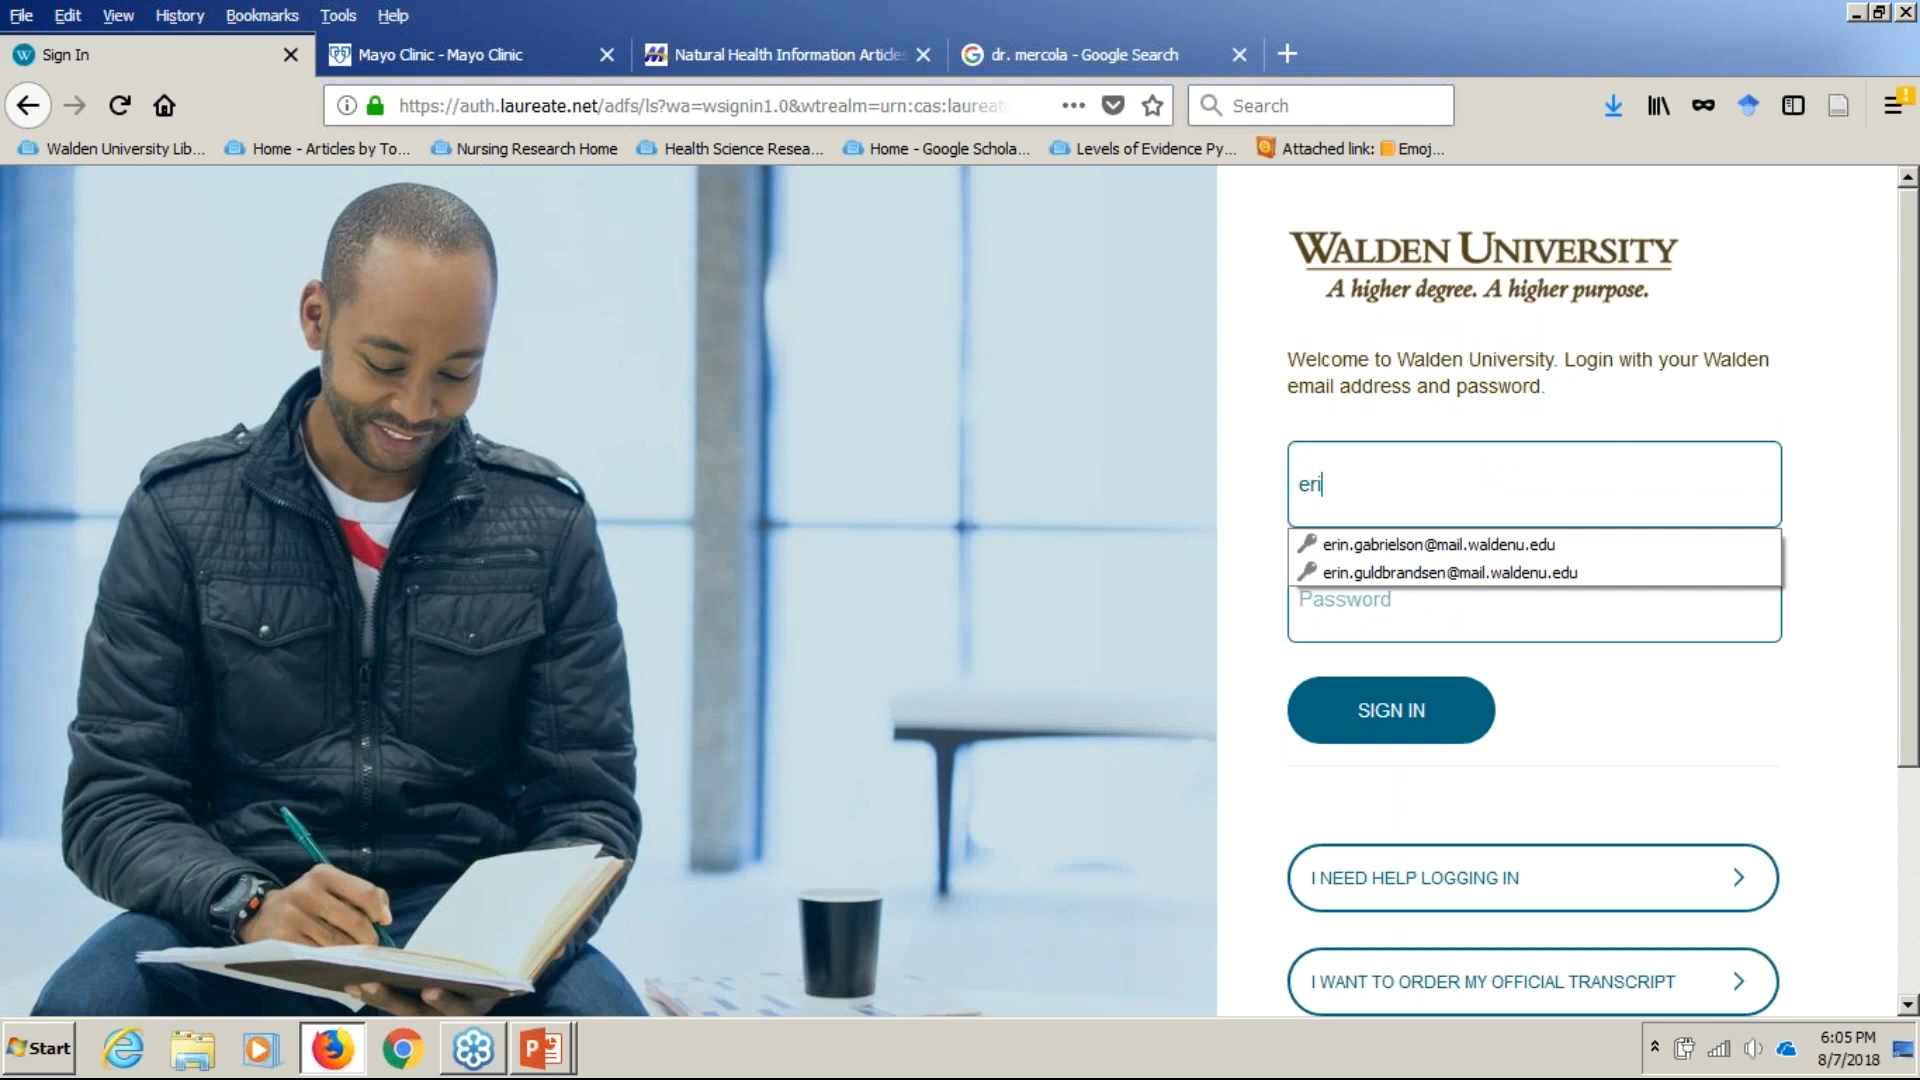 File Edit View History Bookmarks Tools Help
Sign In
Mayo Clinic - Mayo Clinic
Natural Health Information Article
dr. mercola - Google Search
https://auth.laureate.net/adfs/ls?wa=wsignin1.0&wtrealm=urn:cas:laureate
Search
Walden University Lib...
Home - Articles by To...
Nursing Research Home
Health Science Resea...
Home - Google Schola...
Levels of Evidence Py...
Attached link:
Emoj...
WALDEN UNIVERSITY
A higher degree. A higher purpose.
Welcome to Walden University. Login with your Walden
email address and password.
eri
erin.gabrielson@mail.waldenu.edu
erin.guldbrandsen@mail.waldenu.edu
Password
SIGN IN
I NEED HELP LOGGING IN
I WANT TO ORDER MY OFFICIAL TRANSCRIPT
Start
6:05 PM
8/7/2018